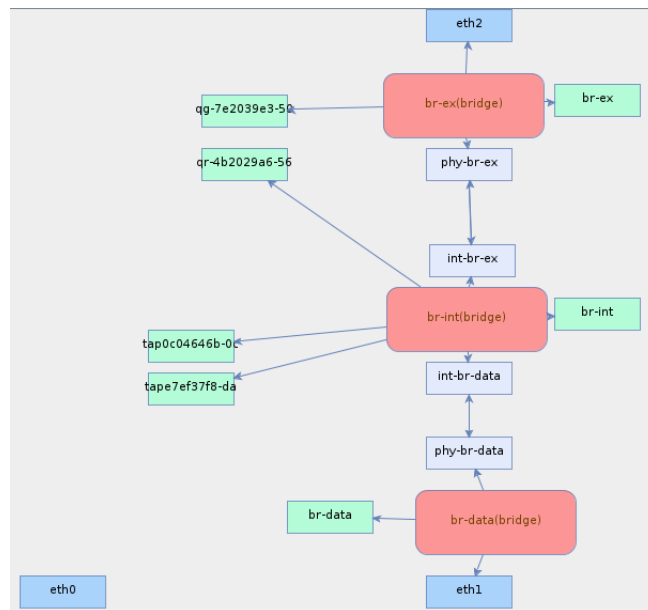 eth2
br-ex(bridge)
br-ex
qg-7e2039e3-50
qr-4b2029a6-56
phy-br-ex
int-br-ex
br-int(bridge)
br-int
tap0c04646b-0c
tape7ef37f8-da
int-br-data
phy-br-data
br-data
br-data(bridge)
eth0
eth1